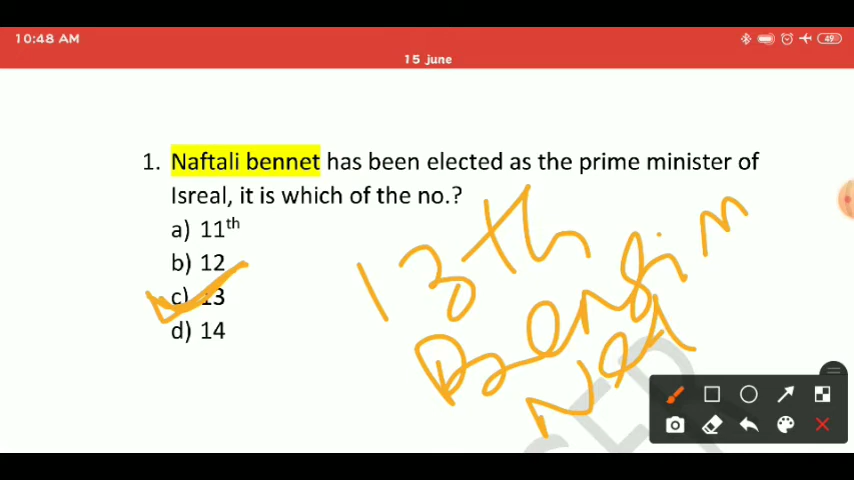 10:48 AM
49
15 june
1. Naftali bennet has been elected as the prime minister of
Isreal, it is which of the no.?
a) 11th
b) 12
c) 13
d) 14
13th